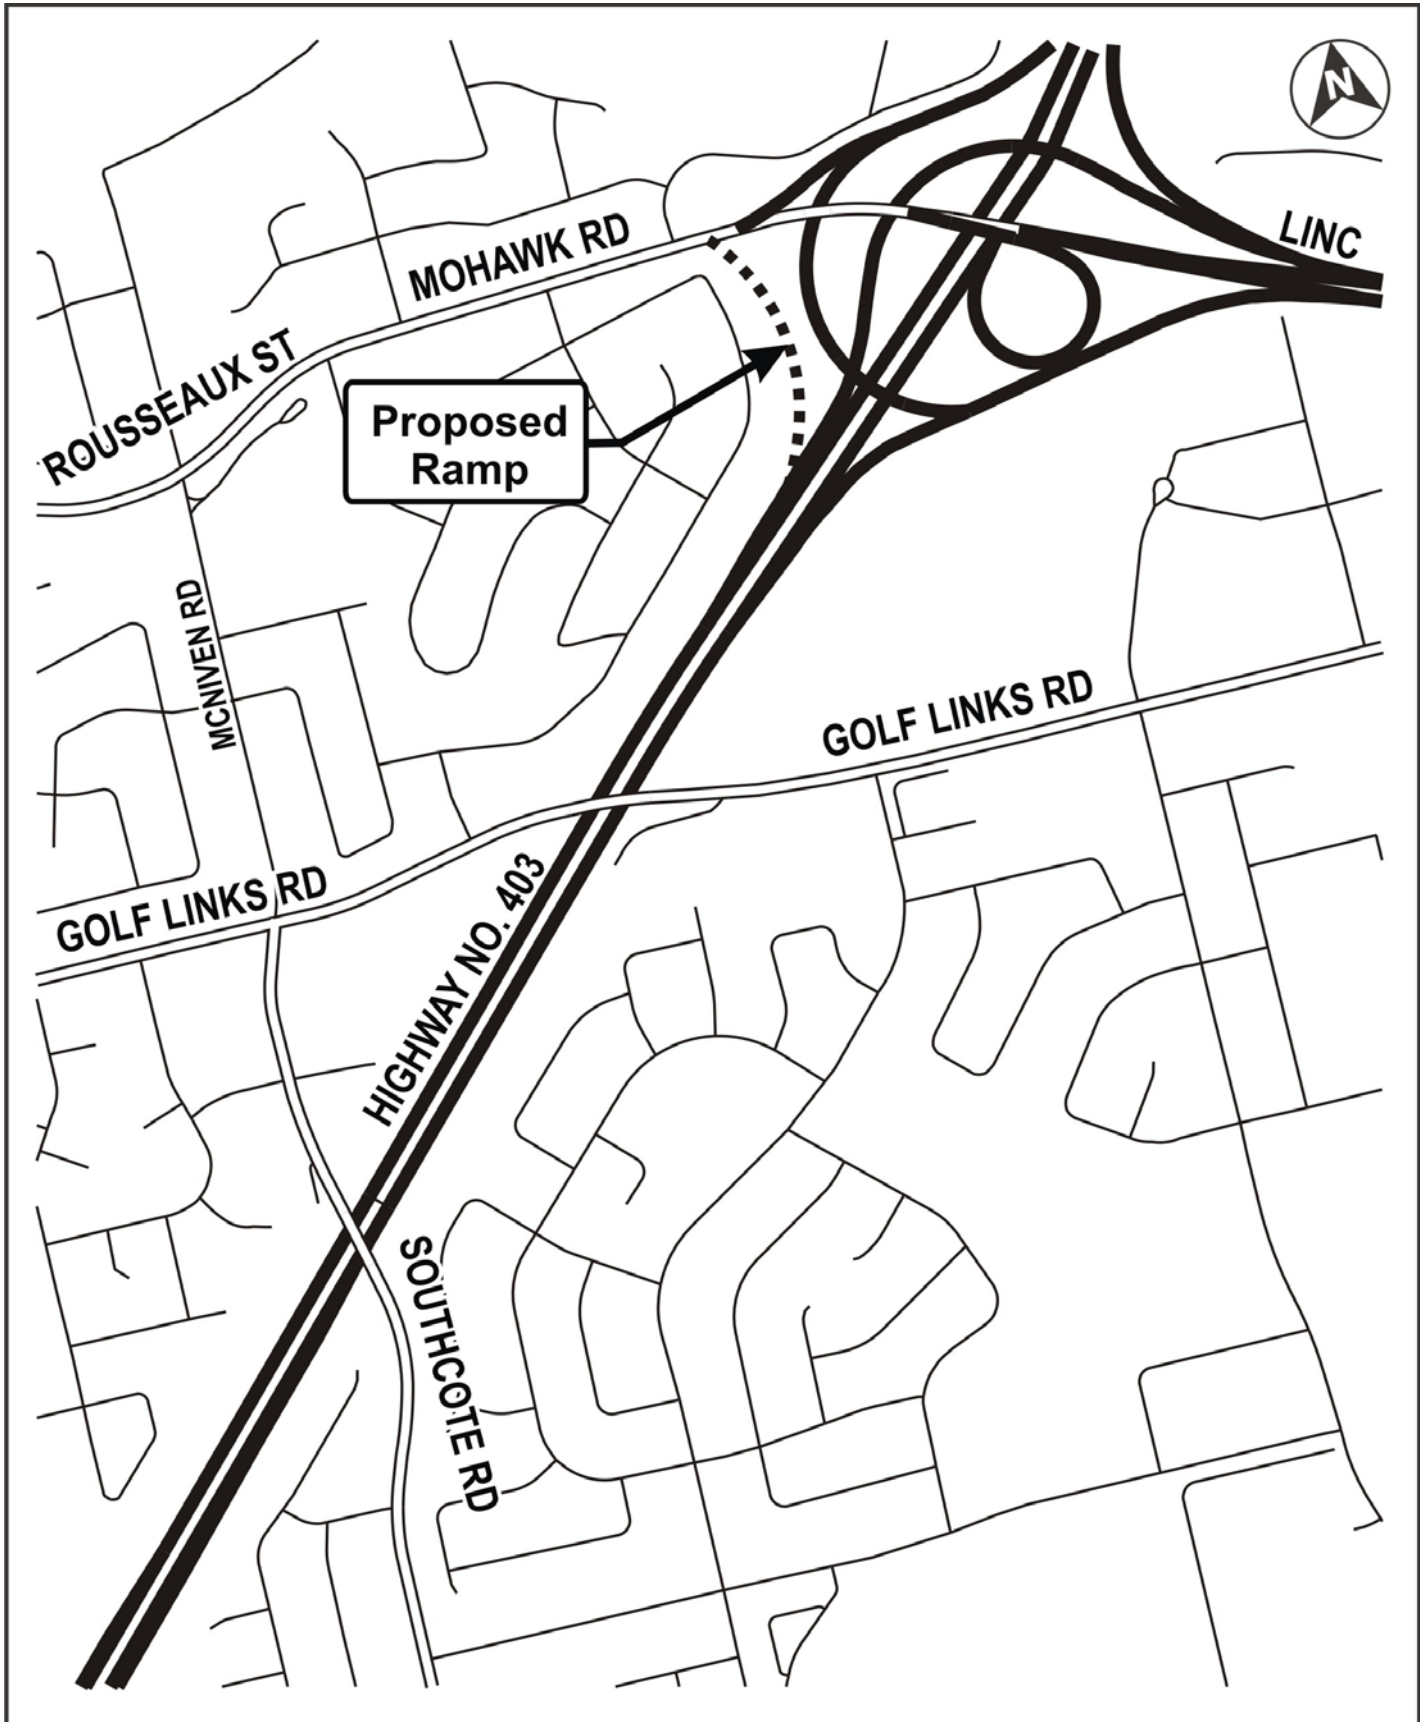 N
LINC
MOHAWK RD
ROUSSEAUX ST
Proposed
Ramp
MCNIVEN RD
GOLF LINKS RD
GOLF LINKS RD
HIGHWAY NO. 403
SOUTHCOTE RD